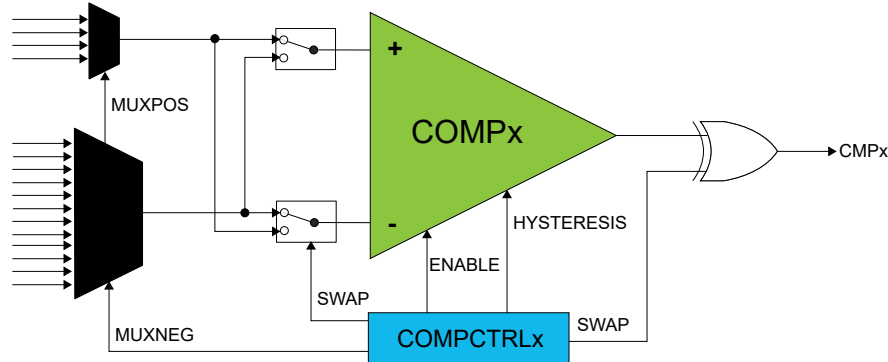 MUXPOS
+
COMPx
CMPx
-
HYSTERESIS
ENABLE
SWAP
SWAP
MUXNEG
COMPCTRLx